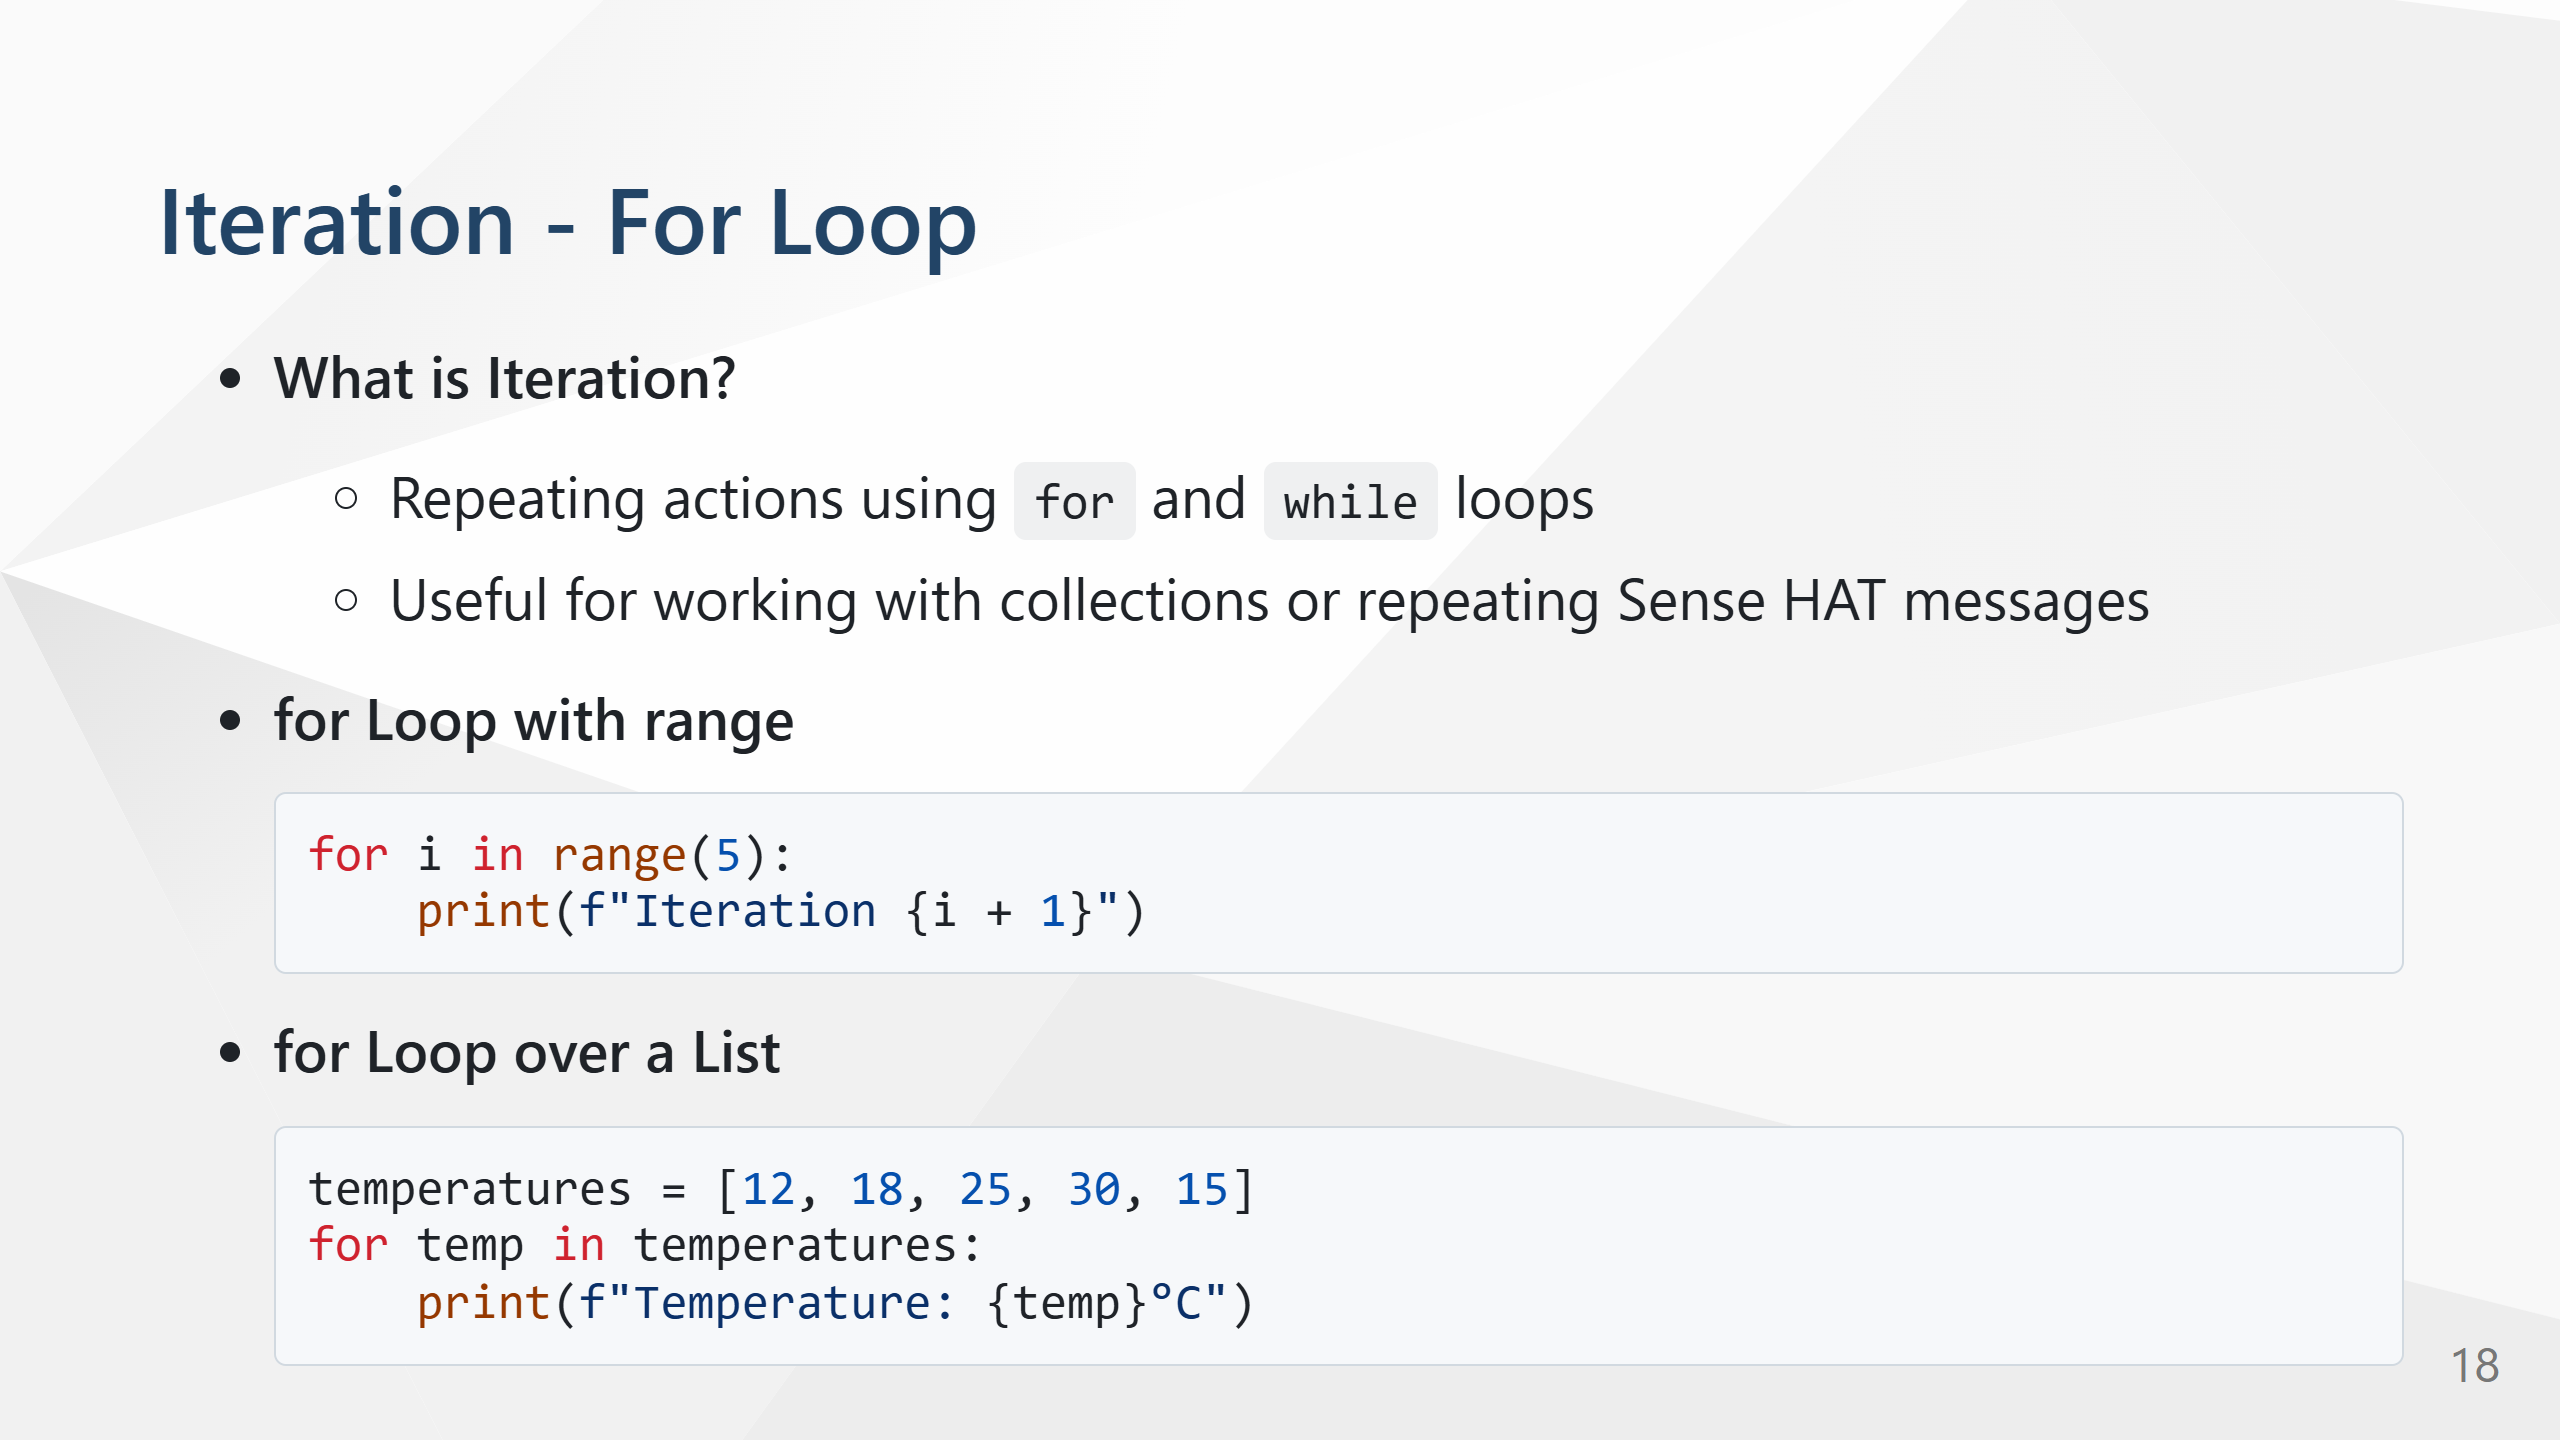 Iteration - For Loop
• What is Iteration?
○ Repeating actions using for and while loops
○ Useful for working with collections or repeating Sense HAT messages
• for Loop with range
for i in range(5):
    print(f"Iteration {i + 1}")
• for Loop over a List
temperatures = [12, 18, 25, 30, 15]
for temp in temperatures:
    print(f"Temperature: {temp}°C")
18